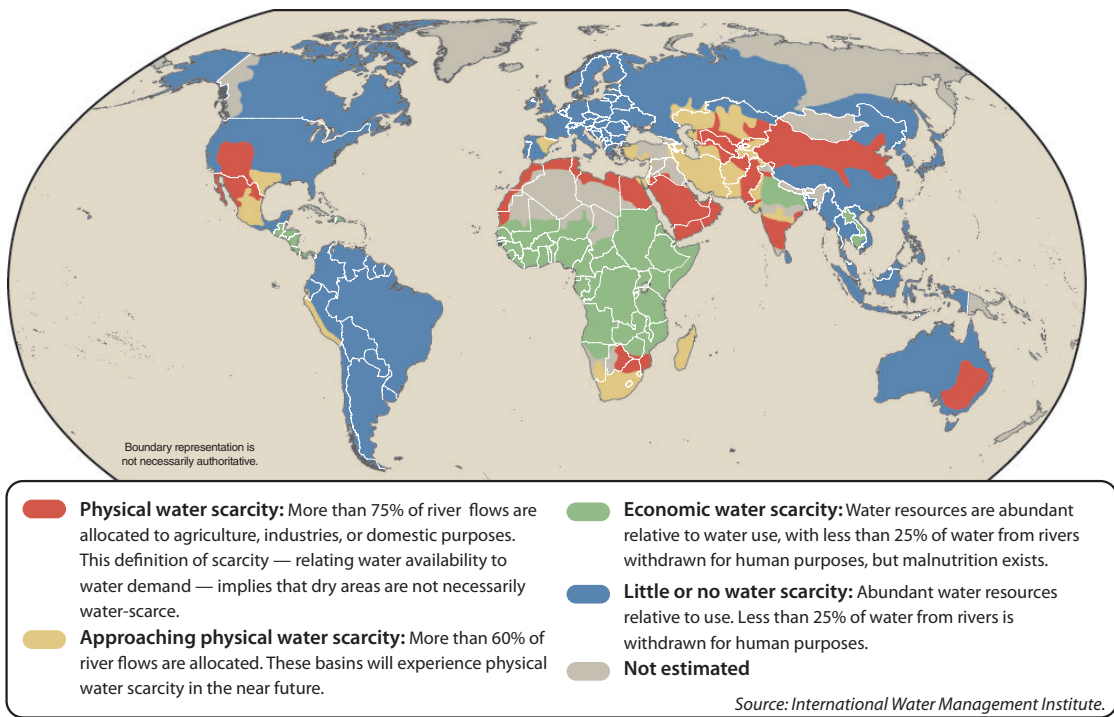 Boundary representation is
not necessarily authoritative.
Physical water scarcity: More than 75% of river flows are
allocated to agriculture, industries, or domestic purposes.
This definition of scarcity — relating water availability to
water demand — implies that dry areas are not necessarily
water-scarce.
Approaching physical water scarcity: More than 60% of
river flows are allocated. These basins will experience physical
water scarcity in the near future.
Economic water scarcity: Water resources are abundant
relative to water use, with less than 25% of water from rivers
withdrawn for human purposes, but malnutrition exists.
Little or no water scarcity: Abundant water resources
relative to use. Less than 25% of water from rivers is
withdrawn for human purposes.
Not estimated
Source: International Water Management Institute.